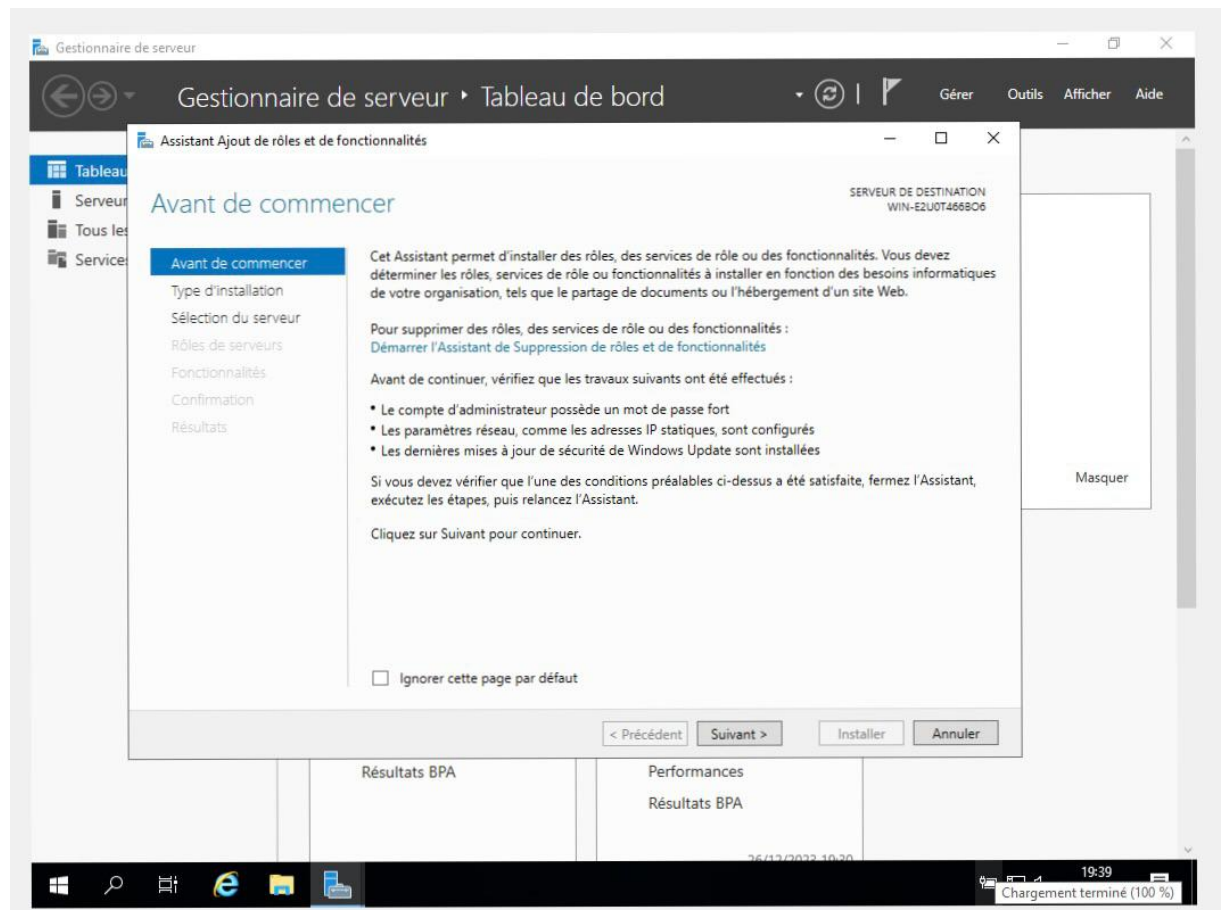 Gestionnaire de serveur
Gestionnaire de serveur
Tableau de bord
Gérer
Outils
Afficher
Aide
Assistant Ajout de rôles et de fonctionnalités
Tableau
Serveur
Tous les
Services
Avant de commencer
SERVEUR DE DESTINATION
WIN-E2U0T466BO6
Avant de commencer
Type d'installation
Sélection du serveur
Rôles de serveurs
Fonctionnalités
Confirmation
Résultats
Cet Assistant permet d'installer des rôles, des services de rôle ou des fonctionnalités. Vous devez
déterminer les rôles, services de rôle ou fonctionnalités à installer en fonction des besoins informatiques
de votre organisation, tels que le partage de documents ou l'hébergement d'un site Web.
Pour supprimer des rôles, des services de rôle ou des fonctionnalités :
Démarrer l'Assistant de Suppression de rôles et de fonctionnalités
Avant de continuer, vérifiez que les travaux suivants ont été effectués :
• Le compte d'administrateur possède un mot de passe fort
• Les paramètres réseau, comme les adresses IP statiques, sont configurés
• Les dernières mises à jour de sécurité de Windows Update sont installées
Si vous devez vérifier que l'une des conditions préalables ci-dessus a été satisfaite, fermez l'Assistant,
exécutez les étapes, puis relancez l'Assistant.
Cliquez sur Suivant pour continuer.
Ignorer cette page par défaut
< Précédent
Suivant >
Installer
Annuler
Masquer
Résultats BPA
Performances
Résultats BPA
19:39
Chargement terminé (100 %)